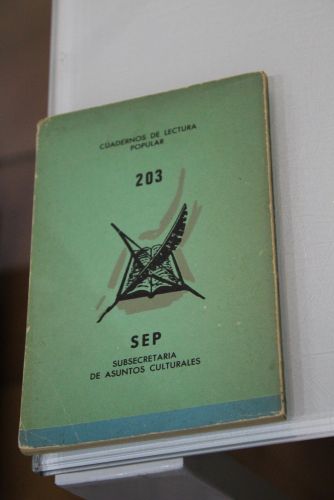 CUADERNOS DE LECTURA
POPULAR
203
SEP
SUBSECRETARIA
DE ASUNTOS CULTURALES